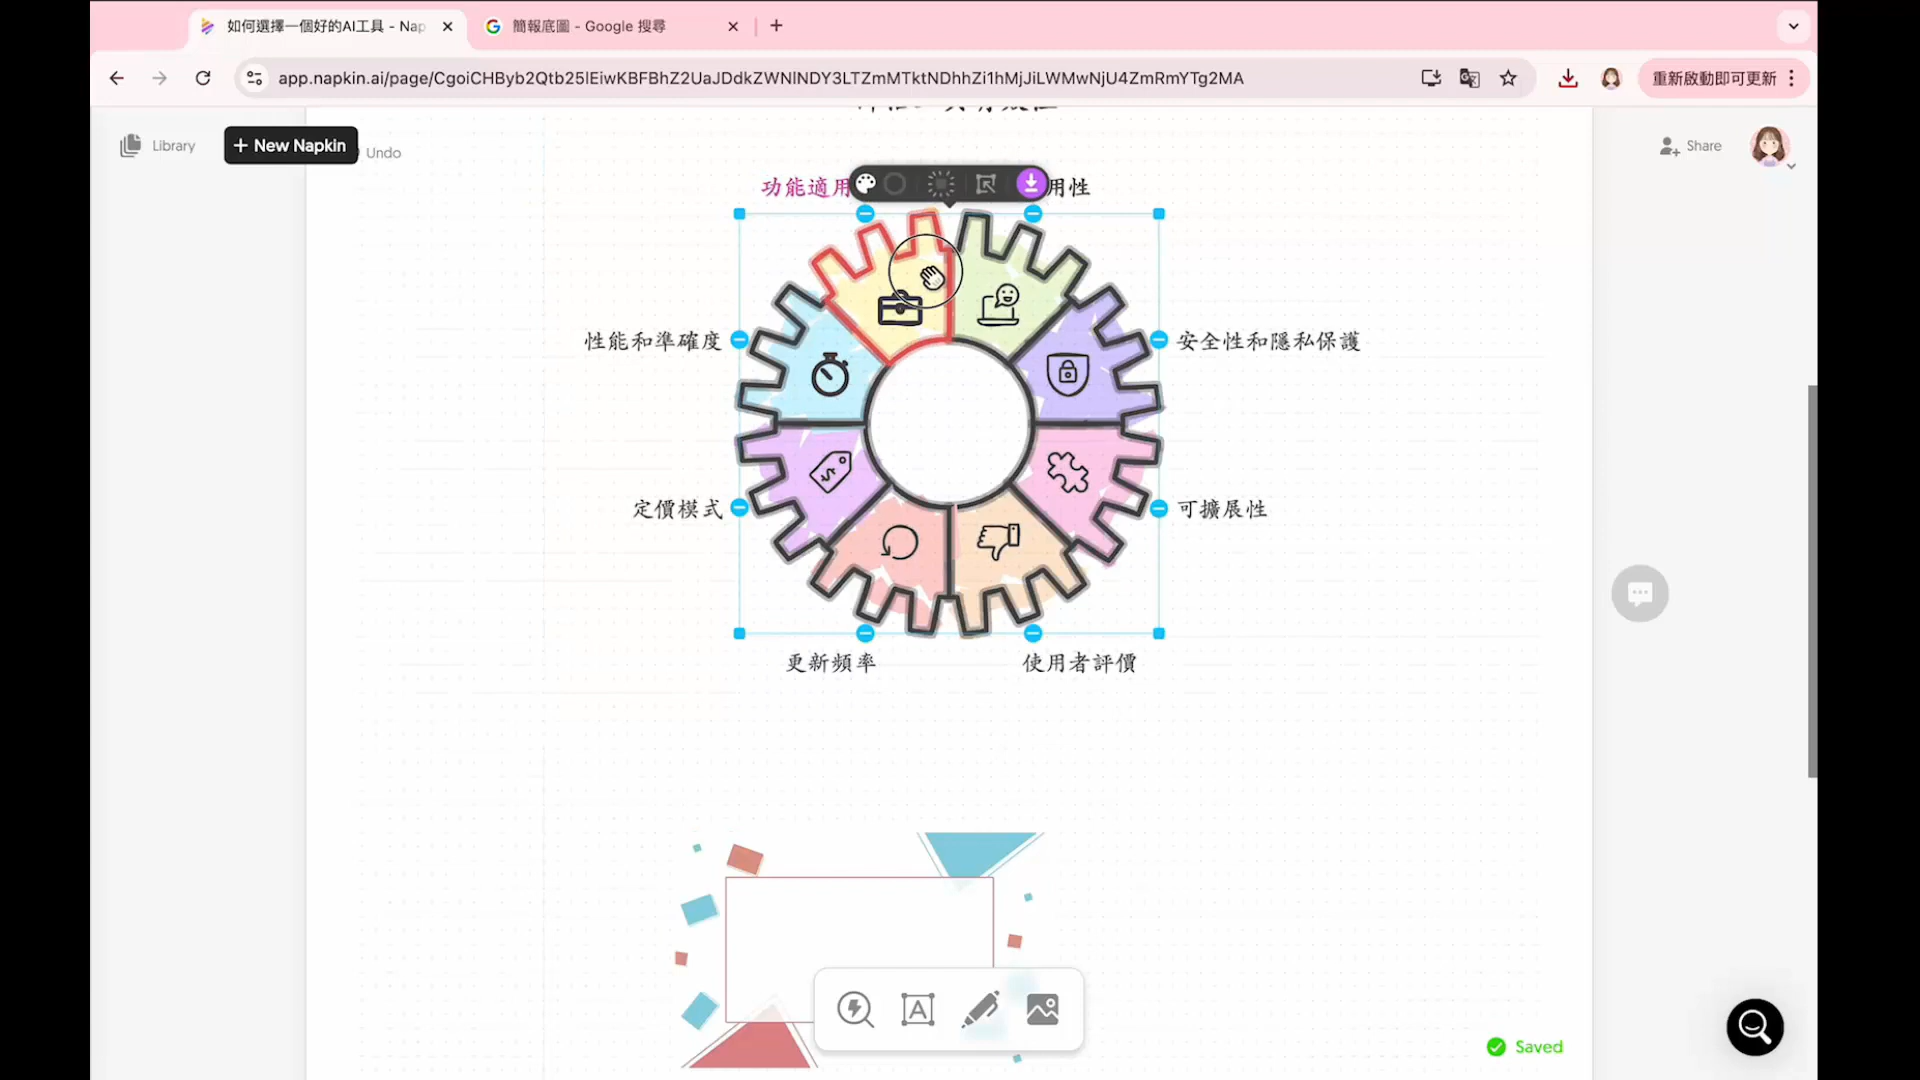 如何選擇一個好的AI工具 - Nap
簡報底圖 - Google 搜尋
app.napkin.ai/page/CgoiCHByb2Qtb25lEiwKBFBhZ2UaJDdkZWNlNDY3LTZmMTktNDhhZi1hMjJiLWMwNjU4ZmRmYTg2MA
重新啟動即可更新
Library
+ New Napkin
Undo
Share
功能適用
用性
性能和準確度
安全性和隱私保護
定價模式
可擴展性
更新頻率
使用者評價
Saved